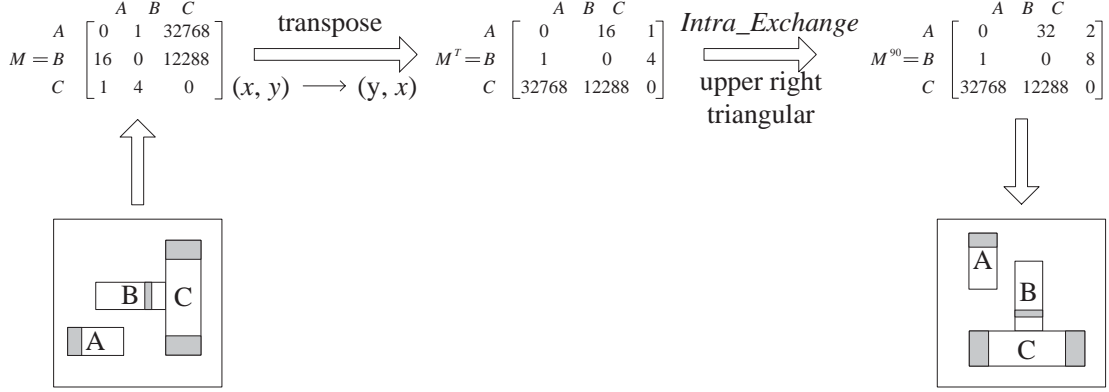 A B C
A 0 1 32768
M = B 16 0 12288
C 1 4 0
transpose
(x, y) ⟶ (y, x)
A B C
A 0 16 1
M^T = B 1 0 4
C 32768 12288 0
Intra_Exchange
upper right
triangular
A B C
A 0 32 2
M^90 = B 1 0 8
C 32768 12288 0
B
C
A
A
B
C